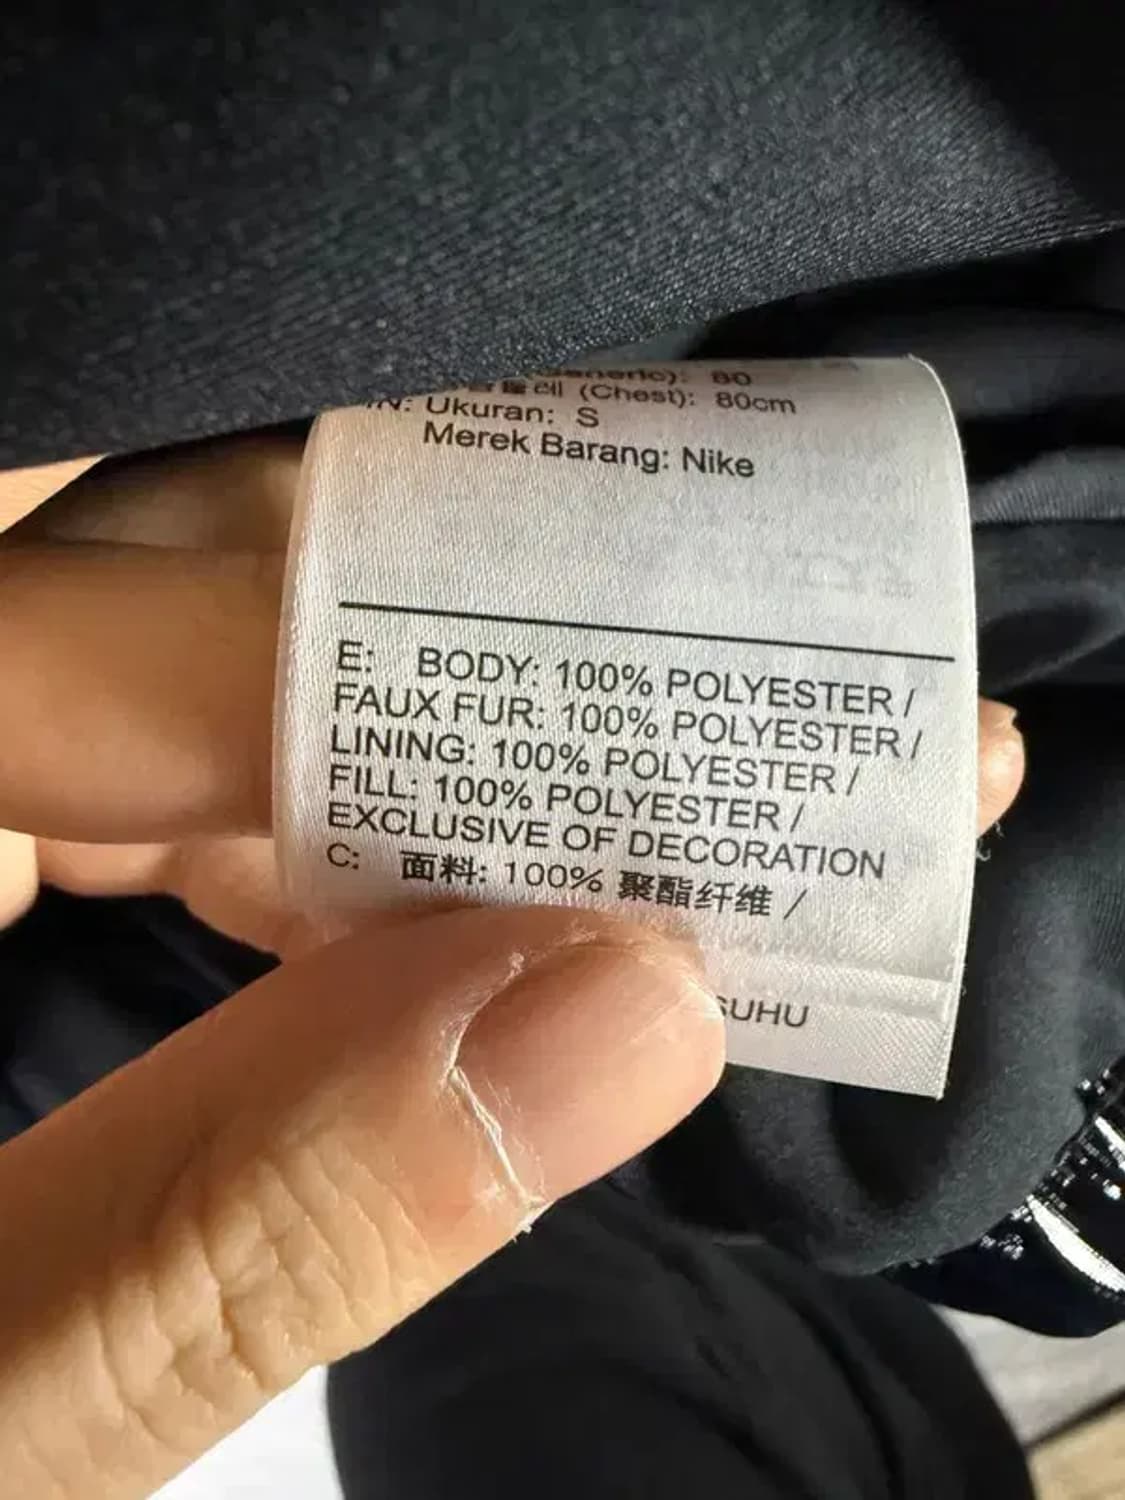 80
(Chest): 80cm
Ukuran: S
Merek Barang: Nike
E: BODY: 100% POLYESTER /
FAUX FUR: 100% POLYESTER /
LINING: 100% POLYESTER /
FILL: 100% POLYESTER /
EXCLUSIVE OF DECORATION
C: 面料: 100% 聚酯纤维 /
SUHU